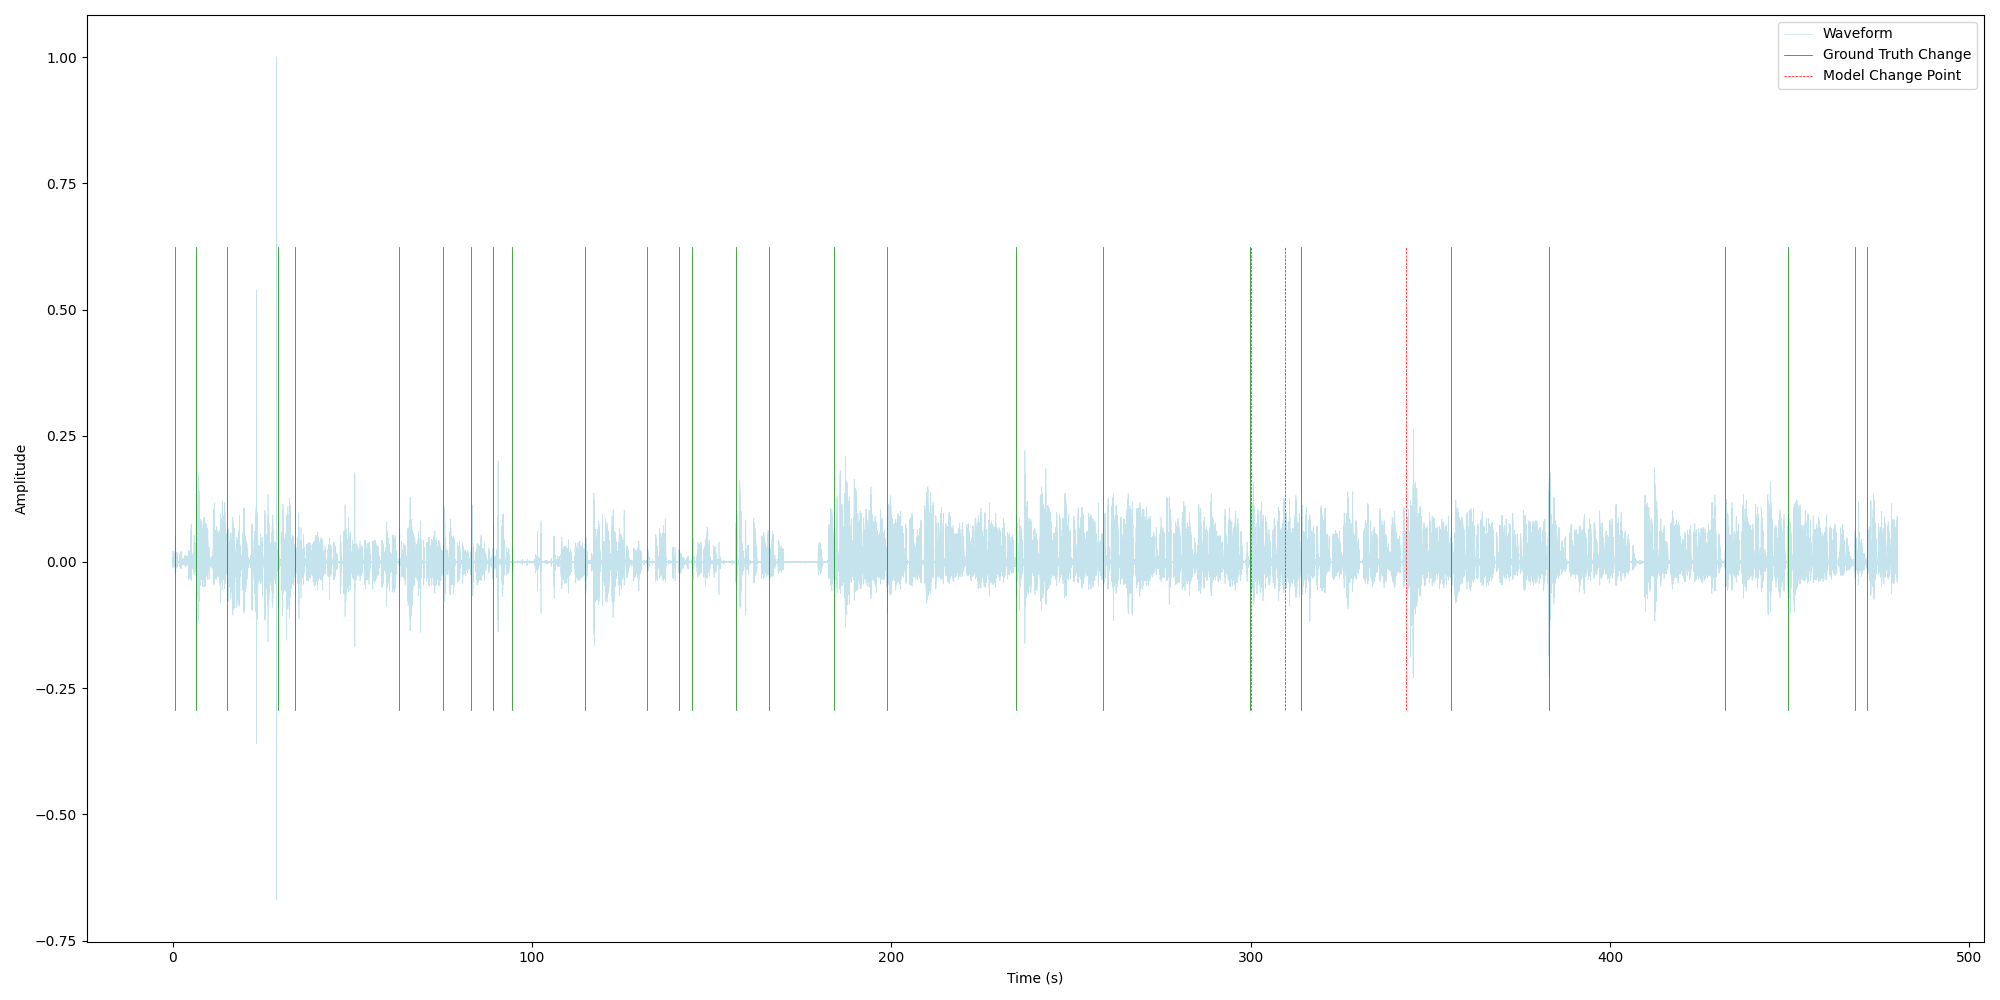 Waveform
Ground Truth Change
Model Change Point
1.00
0.75
0.50
0.25
0.00
−0.25
−0.50
−0.75
Amplitude
0 100 200 300 400 500
Time (s)